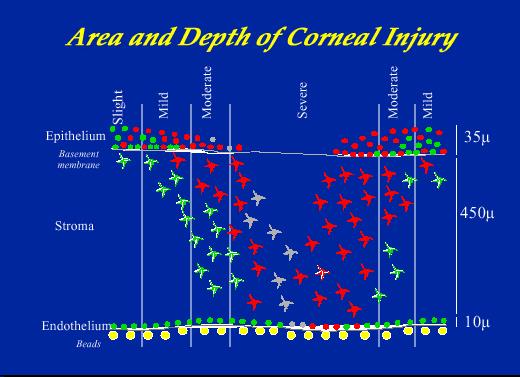 Area and Depth of Corneal Injury
Slight
Mild
Moderate
Severe
Moderate
Mild
Epithelium
35µ
Basement
membrane
450µ
Stroma
Endothelium
10µ
Beads